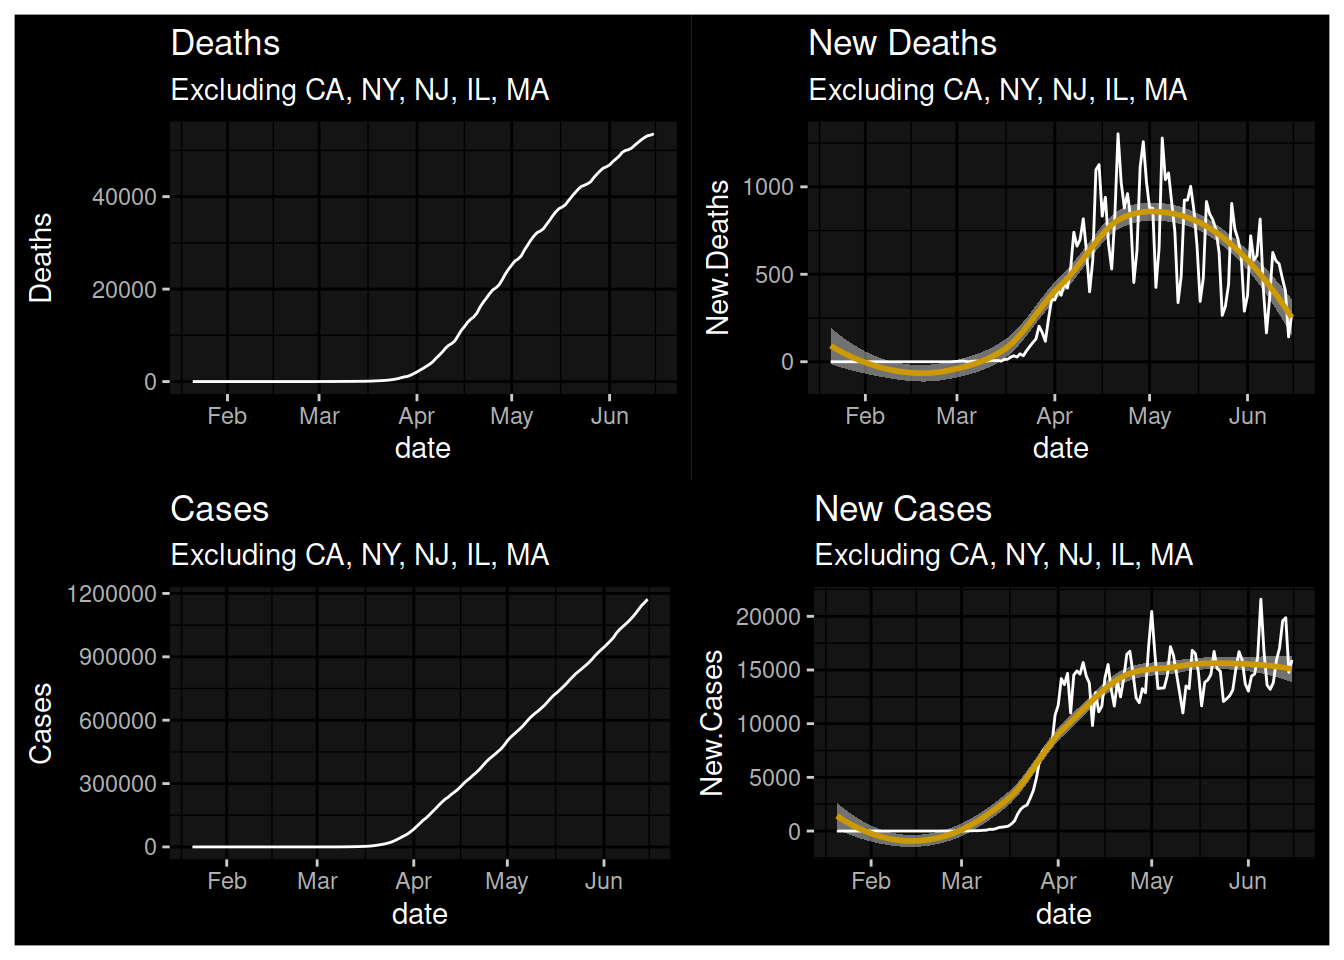 Deaths
Excluding CA, NY, NJ, IL, MA
Deaths
40000
20000
0
Feb Mar Apr May Jun
date
New Deaths
Excluding CA, NY, NJ, IL, MA
New.Deaths
1000
500
0
Feb Mar Apr May Jun
date
Cases
Excluding CA, NY, NJ, IL, MA
Cases
1200000
900000
600000
300000
0
Feb Mar Apr May Jun
date
New Cases
Excluding CA, NY, NJ, IL, MA
New.Cases
20000
15000
10000
5000
0
Feb Mar Apr May Jun
date